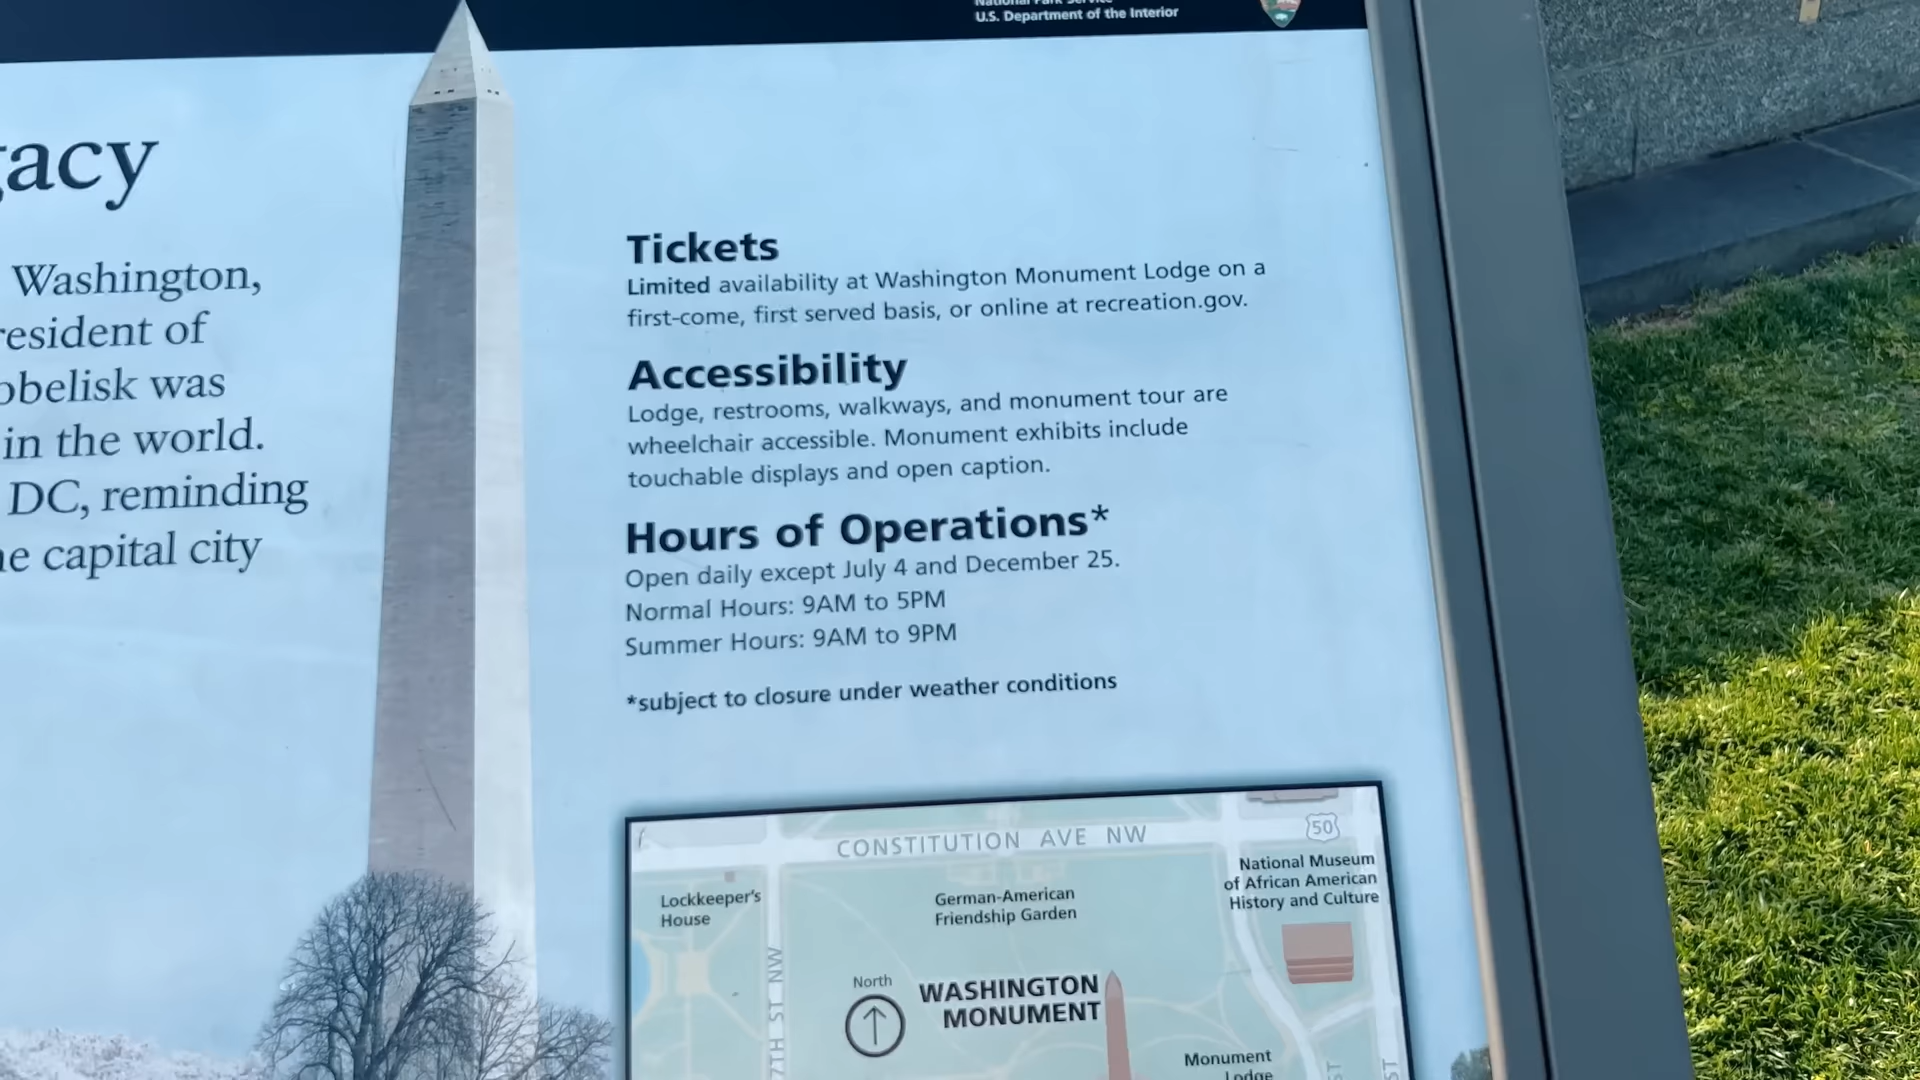 U.S. Department of the Interior
Washington,
obelisk was
in the world.
DC, reminding
capital city
Tickets
Limited availability at Washington Monument Lodge on a
first-come, first served basis, or online at recreation.gov.
Accessibility
Lodge, restrooms, walkways, and monument tour are
wheelchair accessible. Monument exhibits include
touchable displays and open caption.
Hours of Operations*
Open daily except July 4 and December 25.
Normal Hours: 9AM to 5PM
Summer Hours: 9AM to 9PM
*subject to closure under weather conditions
CONSTITUTION AVE NW
50
Lockkeeper's
House
German-American
Friendship Garden
National Museum
of African American
History and Culture
17TH ST NW
North
WASHINGTON
MONUMENT
Monument
Lodge